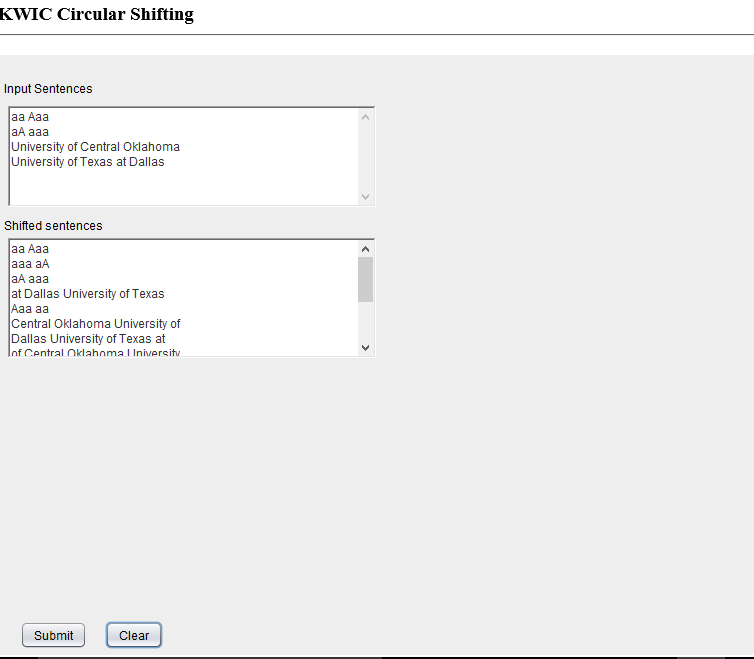 KWIC Circular Shifting
Input Sentences
aa Aaa
aA aaa
University of Central Oklahoma
University of Texas at Dallas
Shifted sentences
aa Aaa
aaa aA
aA aaa
at Dallas University of Texas
Aaa aa
Central Oklahoma University of
Dallas University of Texas at
of Central Oklahoma University
Submit
Clear